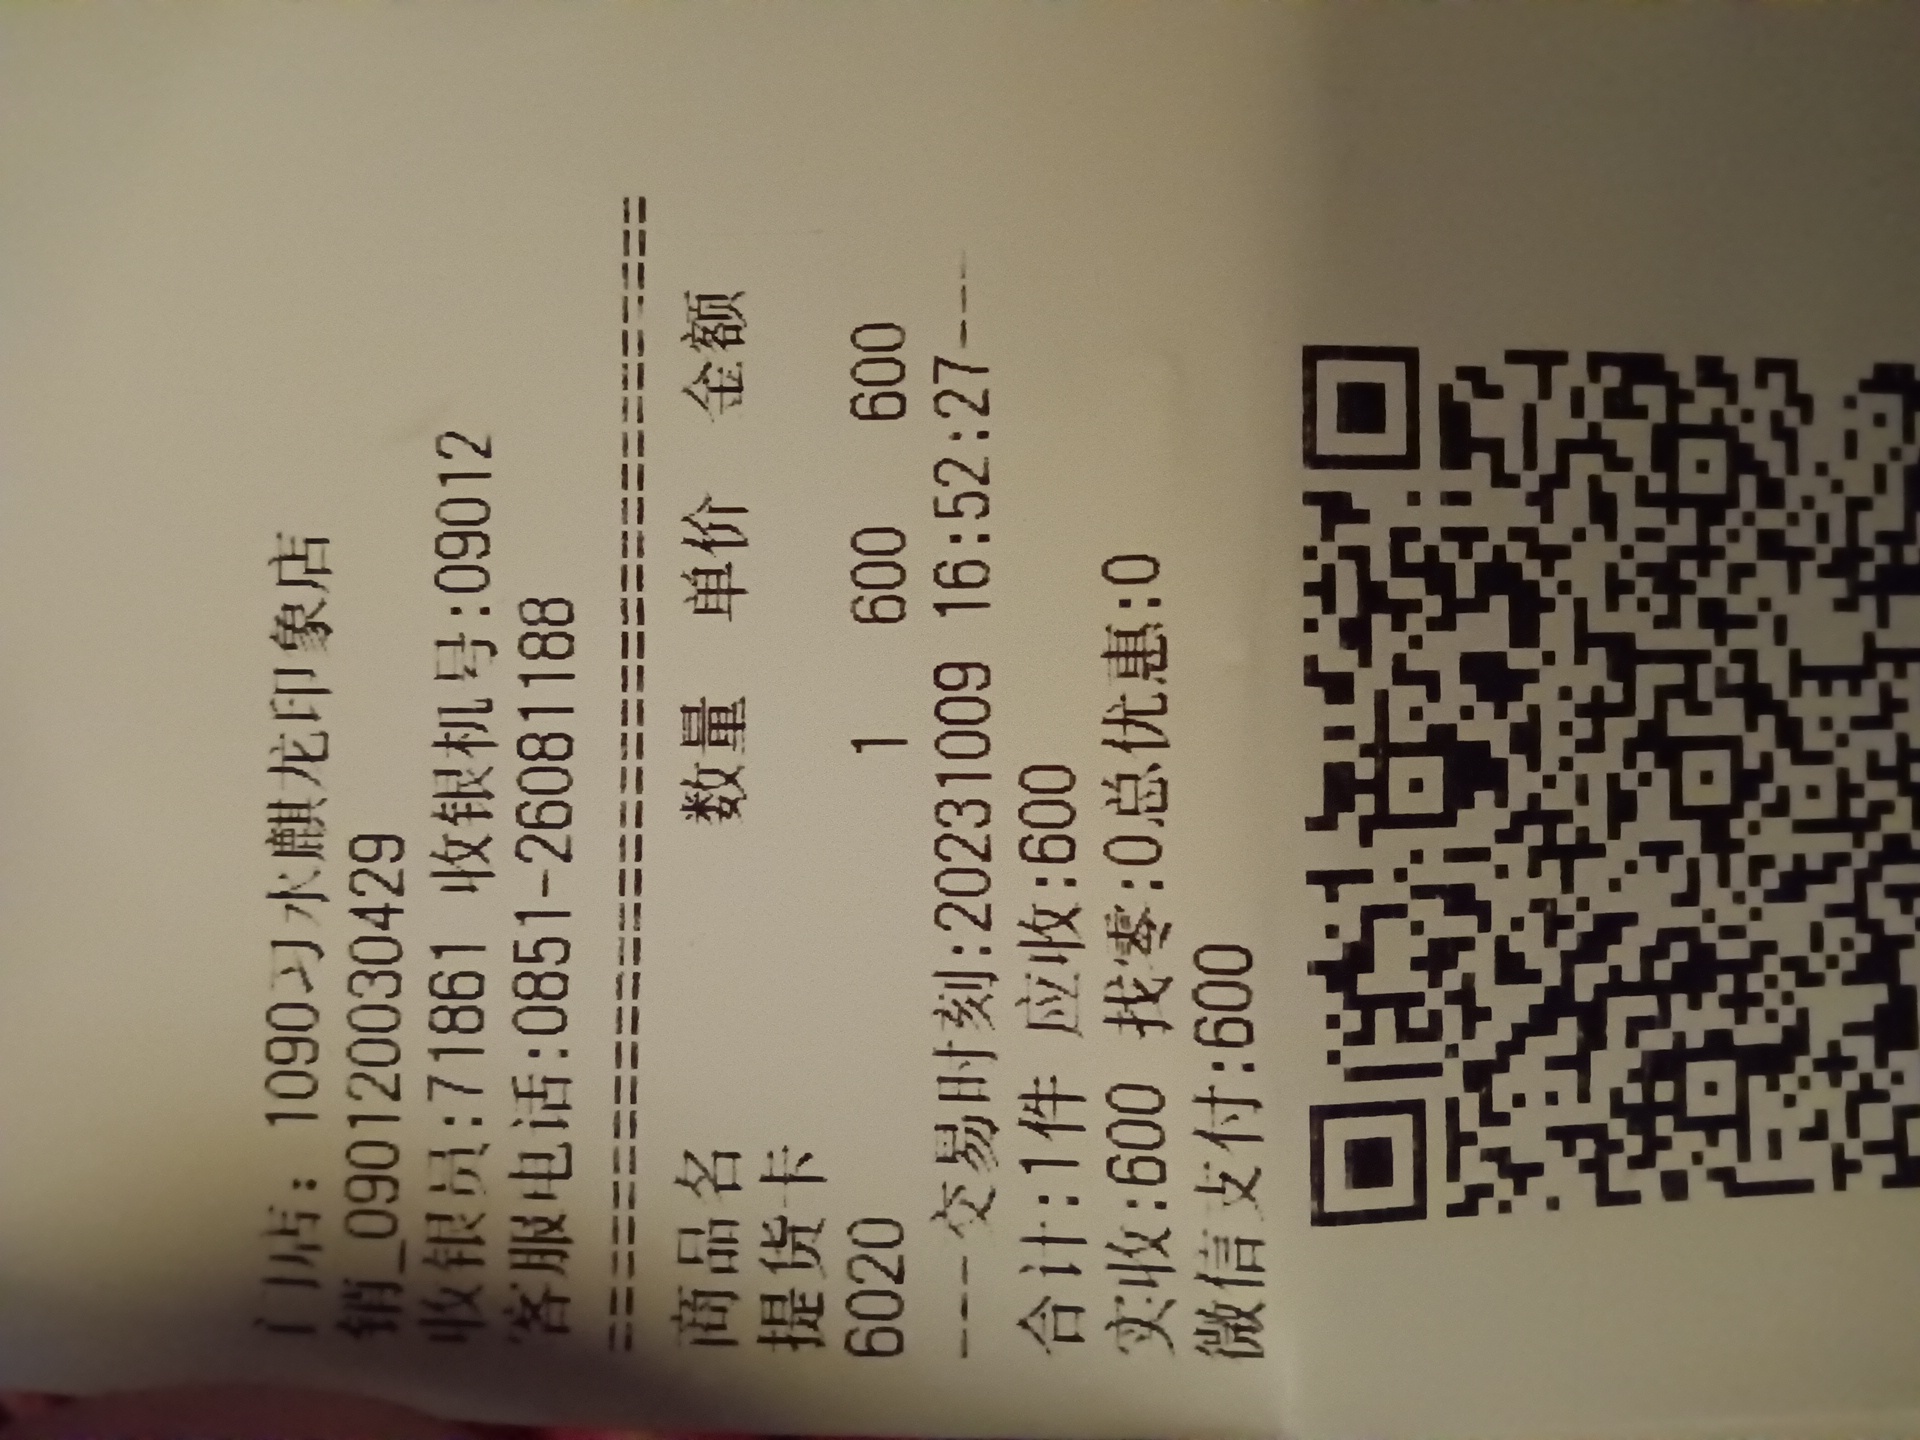 门店: 1090习水麒龙印象店
销_090120030429
收银员:71861 收银机号:09012
客服电话:0851-26081188
==================================
商品名 数量 单价 金额
提货卡
6020 1 600 600
----交易时刻:20231009 16:52:27----
合计:1件 应收:600
实收:600 找零:0总优惠:0
微信支付:600